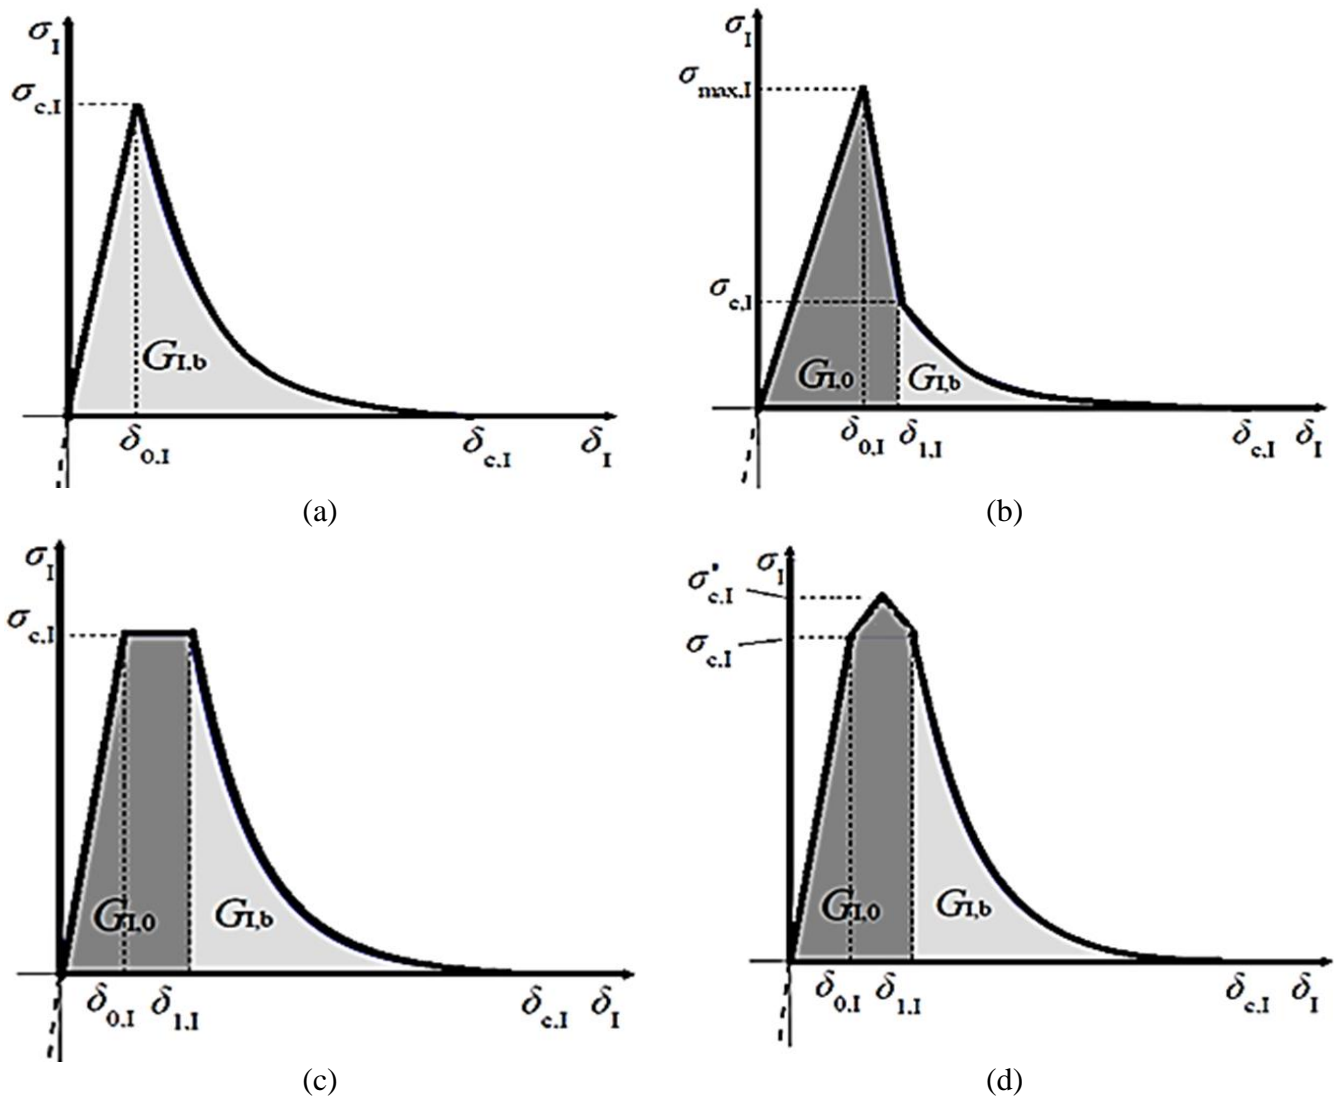 σI
σc,I
GI,b
δ0,I
δc,I
δI
(a)
σI
σmax,I
σc,I
GI,0
GI,b
δ0,I
δ1,I
δc,I
δI
(b)
σI
σc,I
GI,0
GI,b
δ0,I
δ1,I
δc,I
δI
(c)
σI
σ*c,I
σc,I
GI,0
GI,b
δ0,I
δ1,I
δc,I
δI
(d)